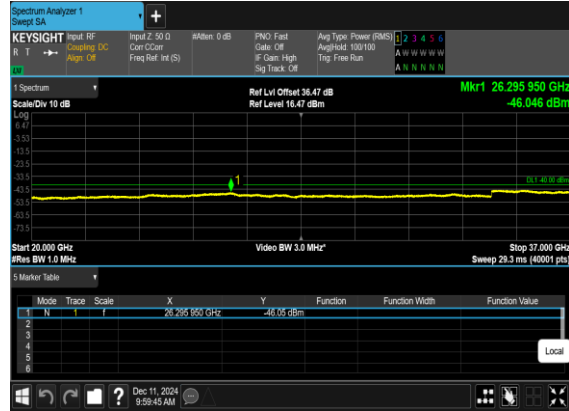 Spectrum Analyzer 1
Swept SA
KEYSIGHT
R T
LW
Input: RF
Coupling: DC
Align: Off
Input Z: 50 Ω
Corr CCorr
Freq Ref: Int (S)
#Atten: 0 dB
PNO: Fast
Gate: Off
IF Gain: High
Sig Track: Off
Avg Type: Power (RMS)
Avg|Hold: 100/100
Trig: Free Run
1 2 3 4 5 6
A W W W W W
A N N N N N
1 Spectrum
Scale/Div 10 dB
Ref Lvl Offset 36.47 dB
Ref Level 16.47 dBm
Mkr1 26.295 950 GHz
-46.046 dBm
Log
6.47
-3.53
-13.5
-23.5
-33.5
-43.5
-53.5
-63.5
-73.5
1
DL1 -40.00 dBm
Start 20.000 GHz
#Res BW 1.0 MHz
Video BW 3.0 MHz*
Stop 37.000 GHz
Sweep 29.3 ms (40001 pts)
5 Marker Table
Mode Trace Scale X Y Function Function Width Function Value
1 N 1 f 26.295 950 GHz -46.05 dBm
2
3
4
5
6
Local
?
Dec 11, 2024
9:59:45 AM